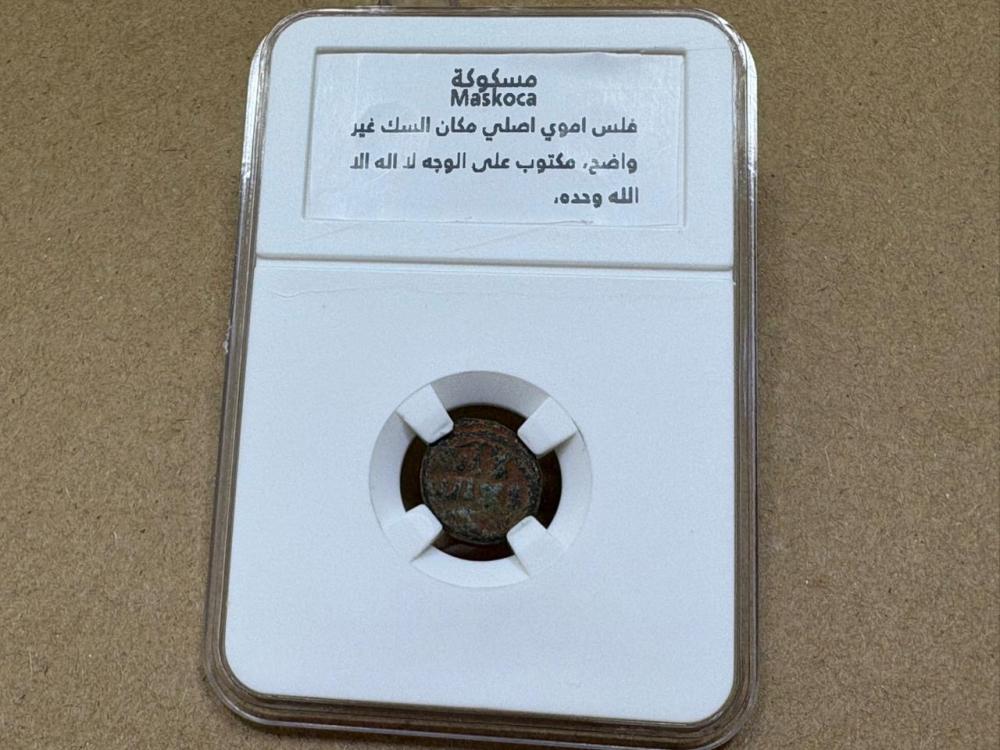 مسكوكة
Maskoca
فلس اموي اصلي مكان السك غير
واضح، مكتوب على الوجه لا اله الا
الله وحده،